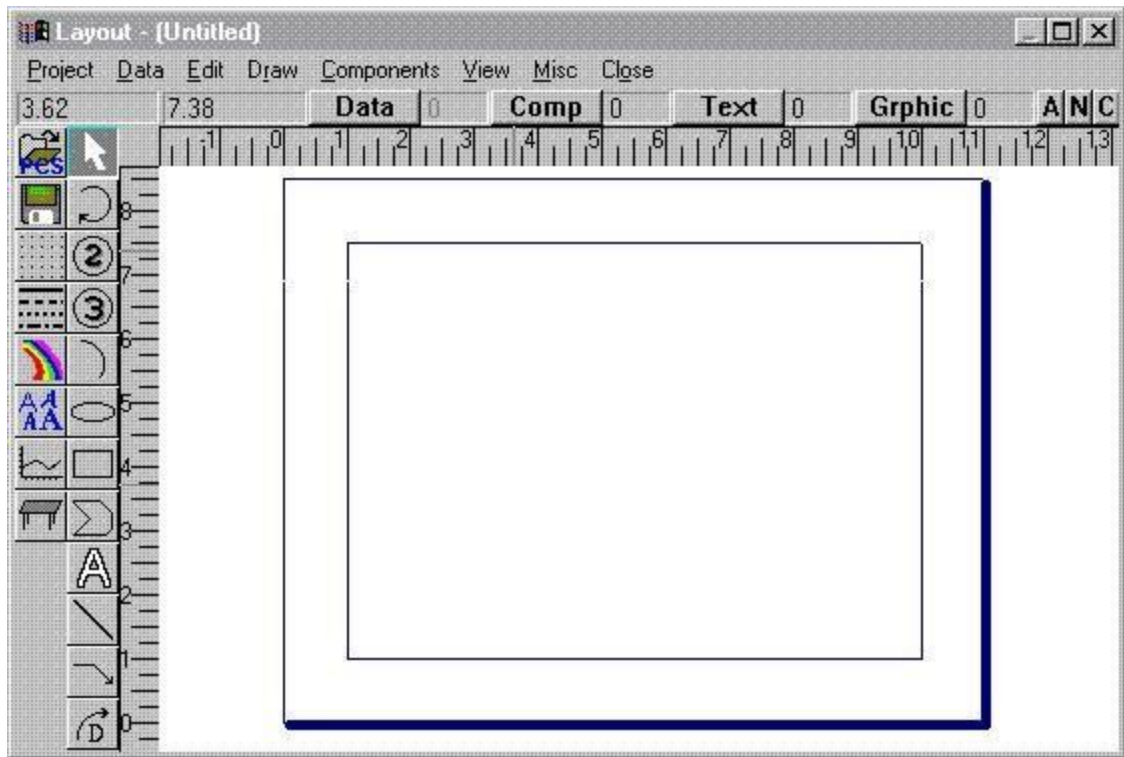 Layout - (Untitled)
Project Data Edit Draw Components View Misc Close
3.62 7.38 Data 0 Comp 0 Text 0 Grphic 0 A N C
-1 0 1 2 3 4 5 6 7 8 9 10 11 12 13
PCS
8
2
7
3
6
A A A A
5
4
3
A
2
1
D
0